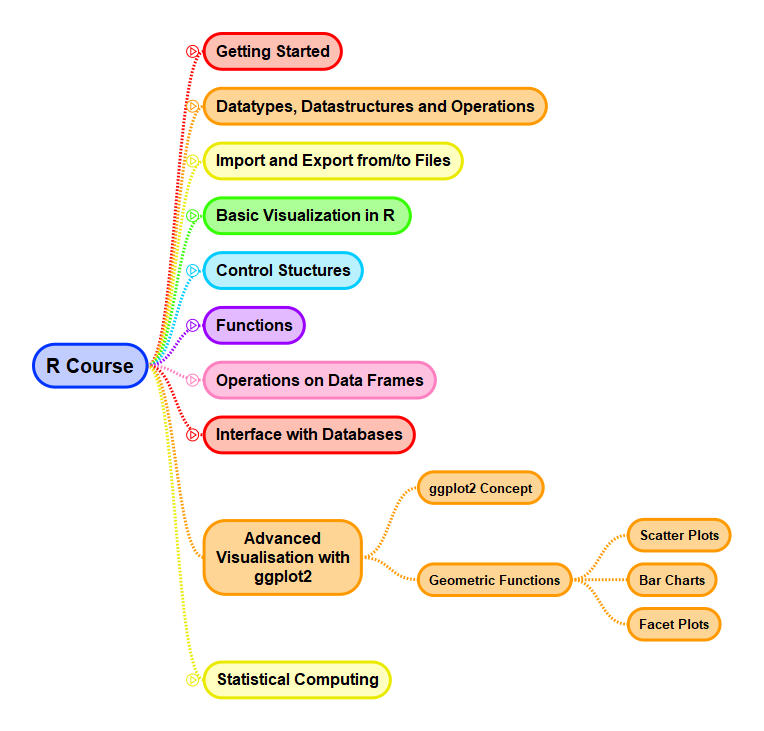 Getting Started
Datatypes, Datastructures and Operations
Import and Export from/to Files
Basic Visualization in R
Control Stuctures
Functions
R Course
Operations on Data Frames
Interface with Databases
Advanced
Visualisation with
ggplot2
ggplot2 Concept
Geometric Functions
Scatter Plots
Bar Charts
Facet Plots
Statistical Computing